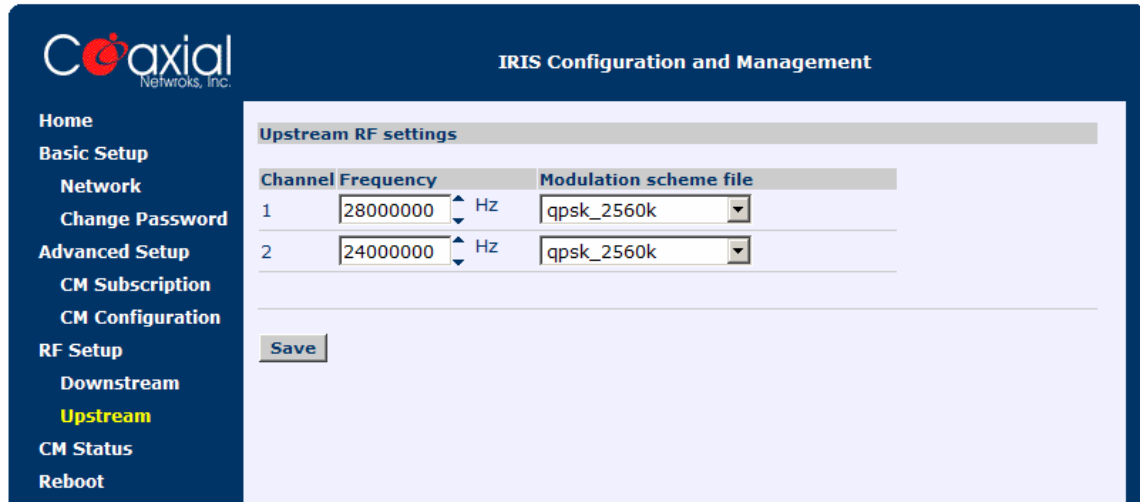 Coaxial
Netwroks, Inc.
IRIS Configuration and Management
Home
Basic Setup
Network
Change Password
Advanced Setup
CM Subscription
CM Configuration
RF Setup
Downstream
Upstream
CM Status
Reboot
Upstream RF settings
Channel Frequency Modulation scheme file
1 28000000 Hz qpsk_2560k
2 24000000 Hz qpsk_2560k
Save